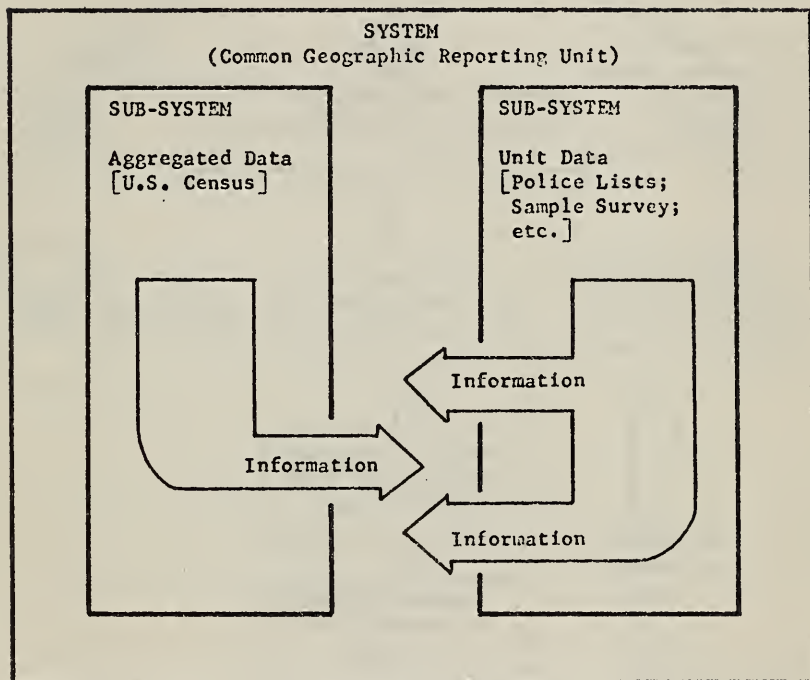 SYSTEM
(Common Geographic Reporting Unit)
SUB-SYSTEM
Aggregated Data
[U.S. Census]
SUB-SYSTEM
Unit Data
[Police Lists;
Sample Survey;
etc.]
Information
Information
Information